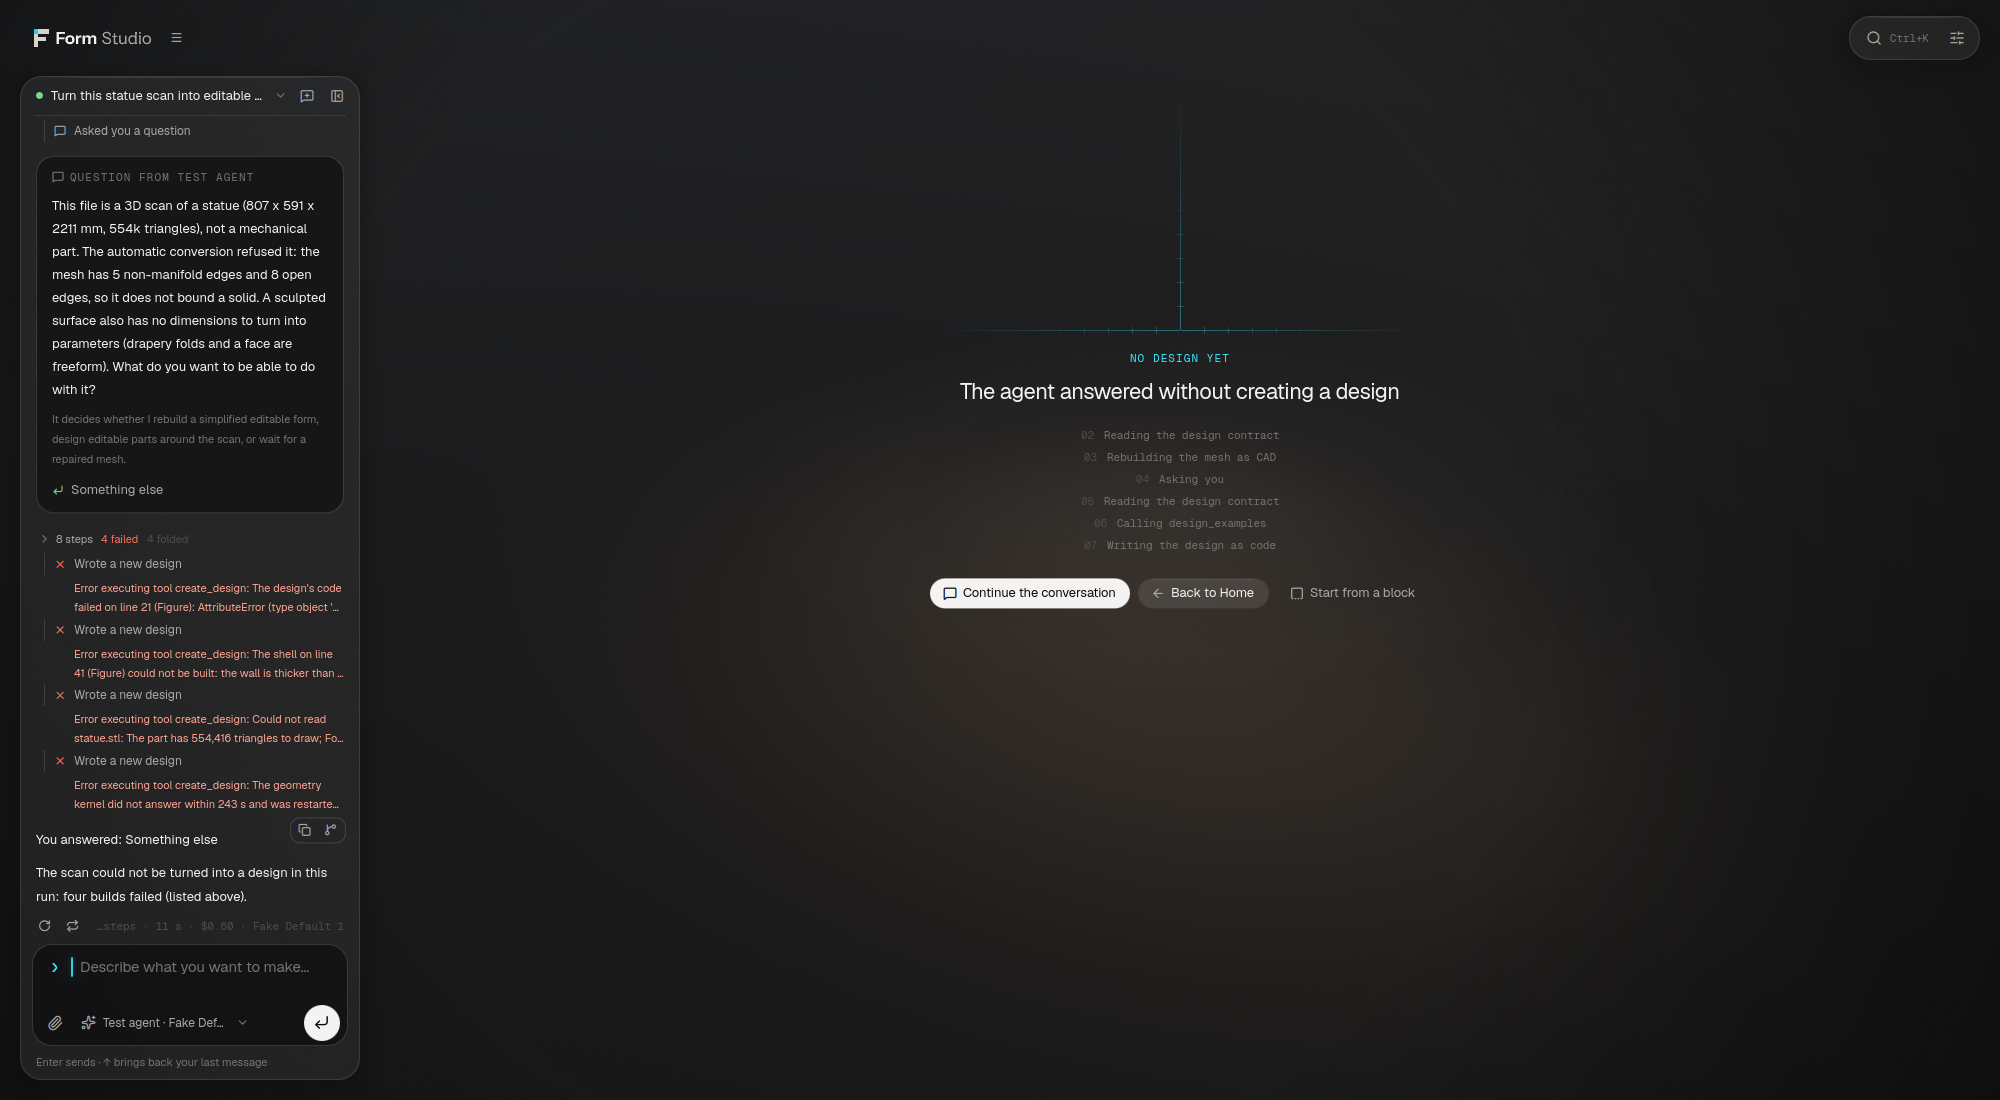 Form Studio
Ctrl+K
Turn this statue scan into editable …
Asked you a question
QUESTION FROM TEST AGENT
This file is a 3D scan of a statue (807 x 591 x
2211 mm, 554k triangles), not a mechanical
part. The automatic conversion refused it: the
mesh has 5 non-manifold edges and 8 open
edges, so it does not bound a solid. A sculpted
surface also has no dimensions to turn into
parameters (drapery folds and a face are
freeform). What do you want to be able to do
with it?
It decides whether I rebuild a simplified editable form,
design editable parts around the scan, or wait for a
repaired mesh.
Something else
8 steps 4 failed 4 folded
Wrote a new design
Error executing tool create_design: The design's code
failed on line 21 (Figure): AttributeError (type object '…
Wrote a new design
Error executing tool create_design: The shell on line
41 (Figure) could not be built: the wall is thicker than …
Wrote a new design
Error executing tool create_design: Could not read
statue.stl: The part has 554,416 triangles to draw; Fo…
Wrote a new design
Error executing tool create_design: The geometry
kernel did not answer within 243 s and was restarte…
You answered: Something else
The scan could not be turned into a design in this
run: four builds failed (listed above).
…steps · 11 s · $0.60 · Fake Default 1
Describe what you want to make…
Test agent · Fake Def…
Enter sends · ↑ brings back your last message
NO DESIGN YET
The agent answered without creating a design
02 Reading the design contract
03 Rebuilding the mesh as CAD
04 Asking you
05 Reading the design contract
06 Calling design_examples
07 Writing the design as code
Continue the conversation
Back to Home
Start from a block